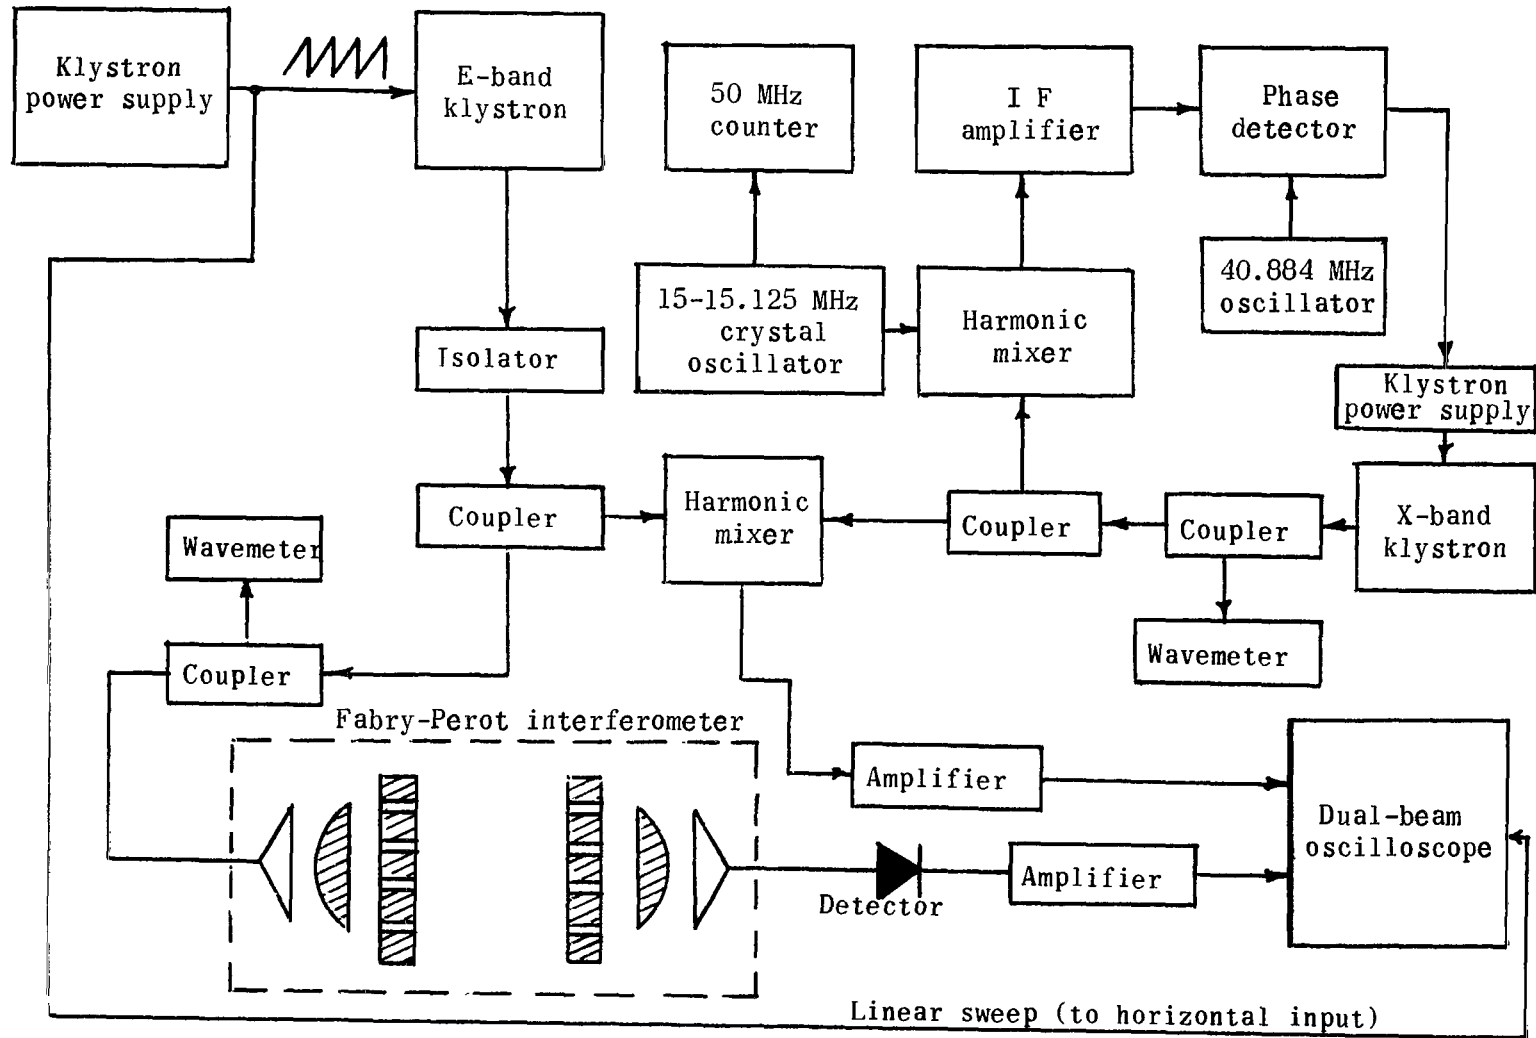 Klystron
power supply
E-band
klystron
50 MHz
counter
I F
amplifier
Phase
detector
15-15.125 MHz
crystal
oscillator
Harmonic
mixer
40.884 MHz
oscillator
Isolator
Klystron
power supply
Coupler
Harmonic
mixer
Coupler
Coupler
X-band
klystron
Wavemeter
Coupler
Wavemeter
Fabry-Perot interferometer
Amplifier
Dual-beam
oscilloscope
Detector
Amplifier
Linear sweep (to horizontal input)